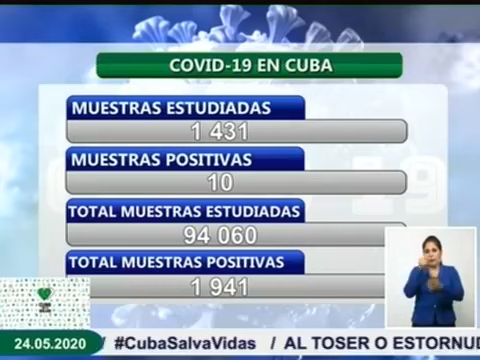 COVID-19 EN CUBA
MUESTRAS ESTUDIADAS
1 431
MUESTRAS POSITIVAS
10
TOTAL MUESTRAS ESTUDIADAS
94 060
TOTAL MUESTRAS POSITIVAS
1 941
24.05.2020 / #CubaSalvaVidas / AL TOSER O ESTORNUD